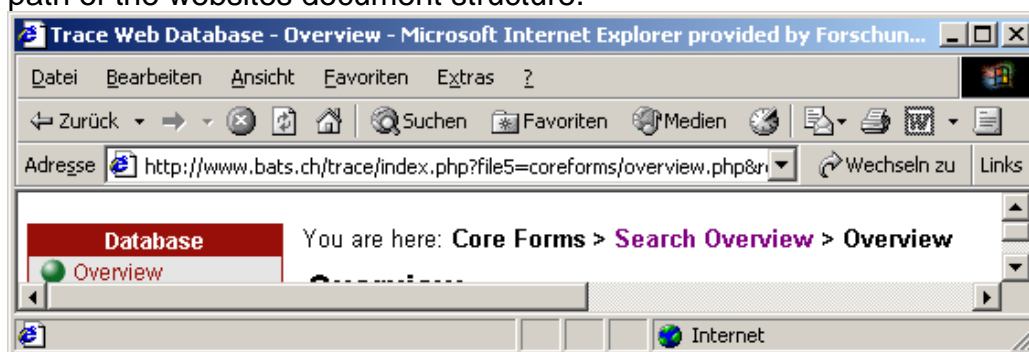 path of the websites document structure.
Trace Web Database - Overview - Microsoft Internet Explorer provided by Forschun...
Datei Bearbeiten Ansicht Favoriten Extras ?
Zurück Suchen Favoriten Medien
Adresse http://www.bats.ch/trace/index.php?file5=coreforms/overview.php&r Wechseln zu Links
Database You are here: Core Forms > Search Overview > Overview
Overview
Overview
Internet